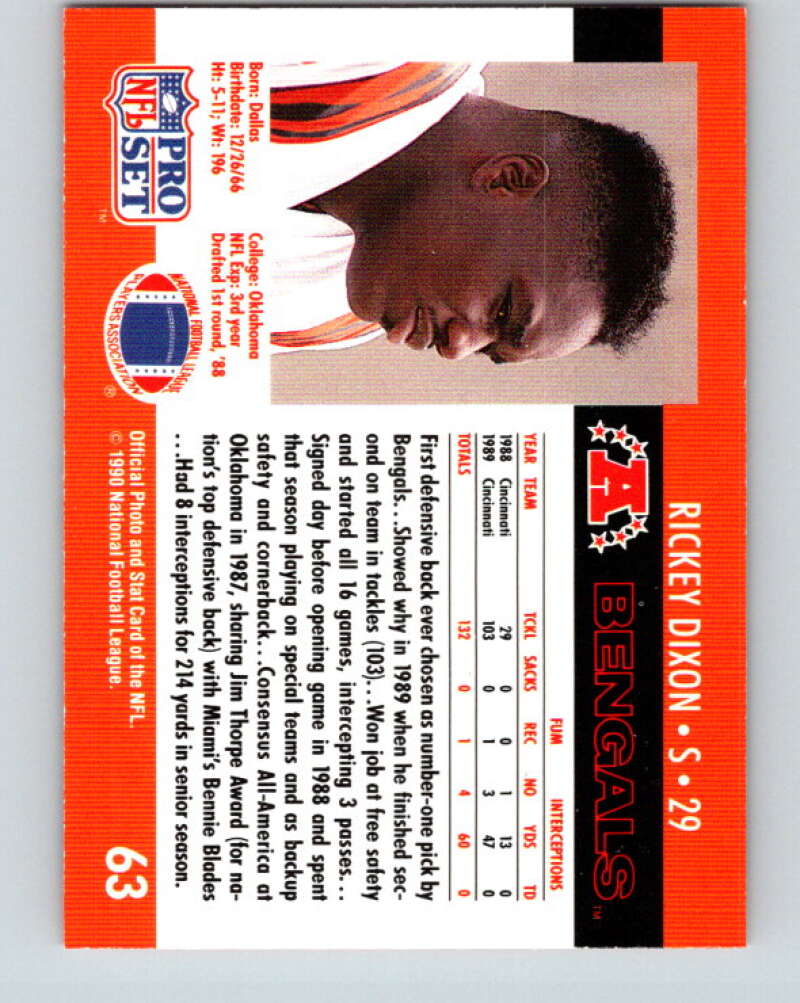 RICKEY DIXON • S • 29
A BENGALS™
FUM INTERCEPTIONS
YEAR TEAM TCKL SACKS REC NO YDS TD
1988 Cincinnati 29 0 0 1 13 0
1989 Cincinnati 103 0 1 3 47 0
TOTALS 132 0 1 4 60 0
First defensive back ever chosen as number-one pick by
Bengals...Showed why in 1989 when he finished sec-
ond on team in tackles (103)...Won job at free safety
and started all 16 games, intercepting 3 passes...
Signed day before opening game in 1988 and spent
that season playing on special teams and as backup
safety and cornerback...Consensus All-America at
Oklahoma in 1987, sharing Jim Thorpe Award (for na-
tion's top defensive back) with Miami's Bennie Blades
...Had 8 interceptions for 214 yards in senior season.
Born: Dallas
Birthdate: 12/26/66
Ht: 5-11; Wt: 196
College: Oklahoma
NFL Exp: 3rd year
Drafted 1st round, '88
NFL
PRO
SET
™
NATIONAL FOOTBALL LEAGUE
PLAYERS ASSOCIATION
®
Official Photo and Stat Card of the NFL.
© 1990 National Football League.
63